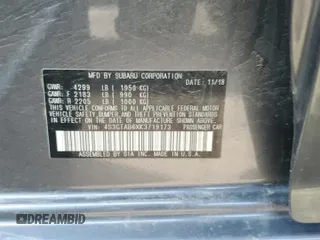 MFD. BY SUBARU CORPORATION 11/18
GVWR: 4299 LB ( 1950 KG)
GAWR: F 2183 LB ( 990 KG)
GAWR: R 2205 LB ( 1000 KG)
THIS VEHICLE CONFORMS TO ALL APPLICABLE FEDERAL MOTOR
VEHICLE SAFETY, BUMPER, AND THEFT PREVENTION STANDARDS IN
EFFECT ON THE DATE OF MANUFACTURE SHOWN ABOVE.
PASSENGER CAR
ASSEMBLED BY SIA INC. IN U.S.A.
DREAMBID